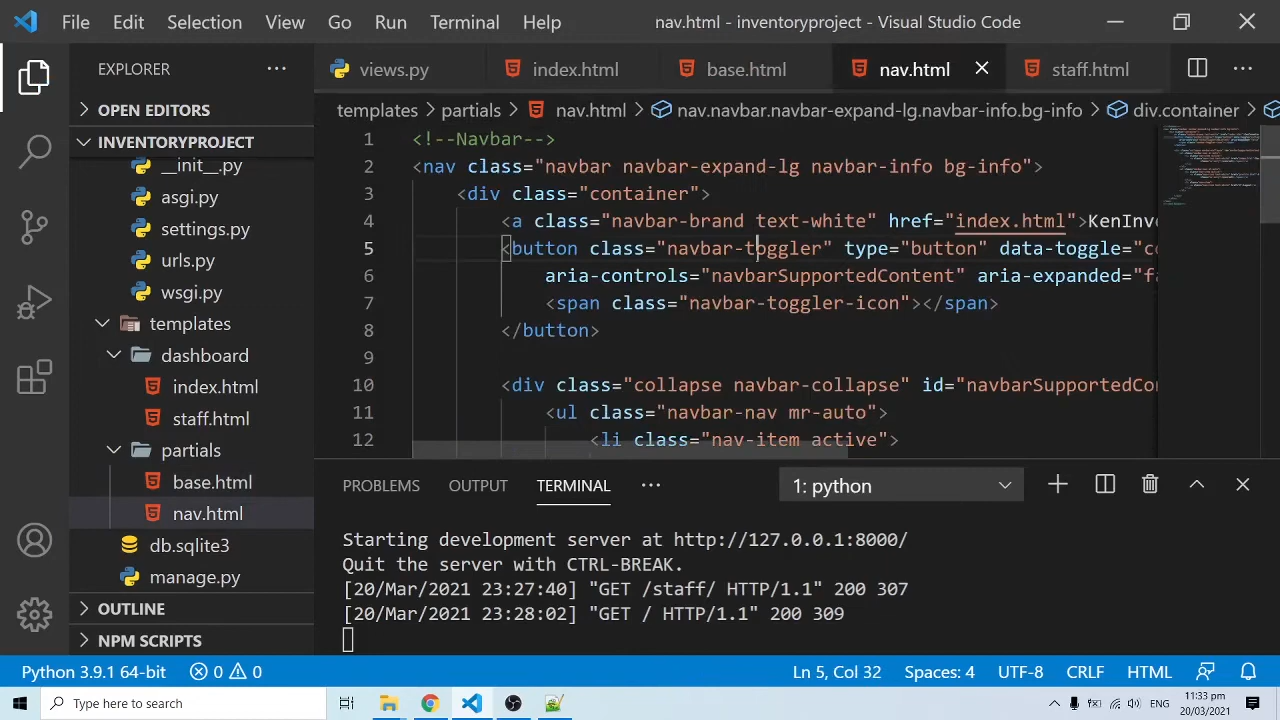 File Edit Selection View Go Run Terminal Help nav.html - inventoryproject - Visual Studio Code
EXPLORER
views.py index.html base.html nav.html staff.html
OPEN EDITORS
INVENTORYPROJECT
__init__.py
asgi.py
settings.py
urls.py
wsgi.py
templates
dashboard
index.html
staff.html
partials
base.html
nav.html
db.sqlite3
manage.py
OUTLINE
NPM SCRIPTS
templates > partials > nav.html > nav.navbar.navbar-expand-lg.navbar-info.bg-info > div.container >
1 <!--Navbar-->
2 <nav class="navbar navbar-expand-lg navbar-info bg-info">
3 <div class="container">
4 <a class="navbar-brand text-white" href="index.html">KenInve
5 <button class="navbar-toggler" type="button" data-toggle="co
6 aria-controls="navbarSupportedContent" aria-expanded="fa
7 <span class="navbar-toggler-icon"></span>
8 </button>
9
10 <div class="collapse navbar-collapse" id="navbarSupportedCon
11 <ul class="navbar-nav mr-auto">
12 <li class="nav-item active">
PROBLEMS OUTPUT TERMINAL 1: python
Starting development server at http://127.0.0.1:8000/
Quit the server with CTRL-BREAK.
[20/Mar/2021 23:27:40] "GET /staff/ HTTP/1.1" 200 307
[20/Mar/2021 23:28:02] "GET / HTTP/1.1" 200 309
Python 3.9.1 64-bit 0 0 Ln 5, Col 32 Spaces: 4 UTF-8 CRLF HTML
Type here to search ENG 11:33 pm
20/03/2021